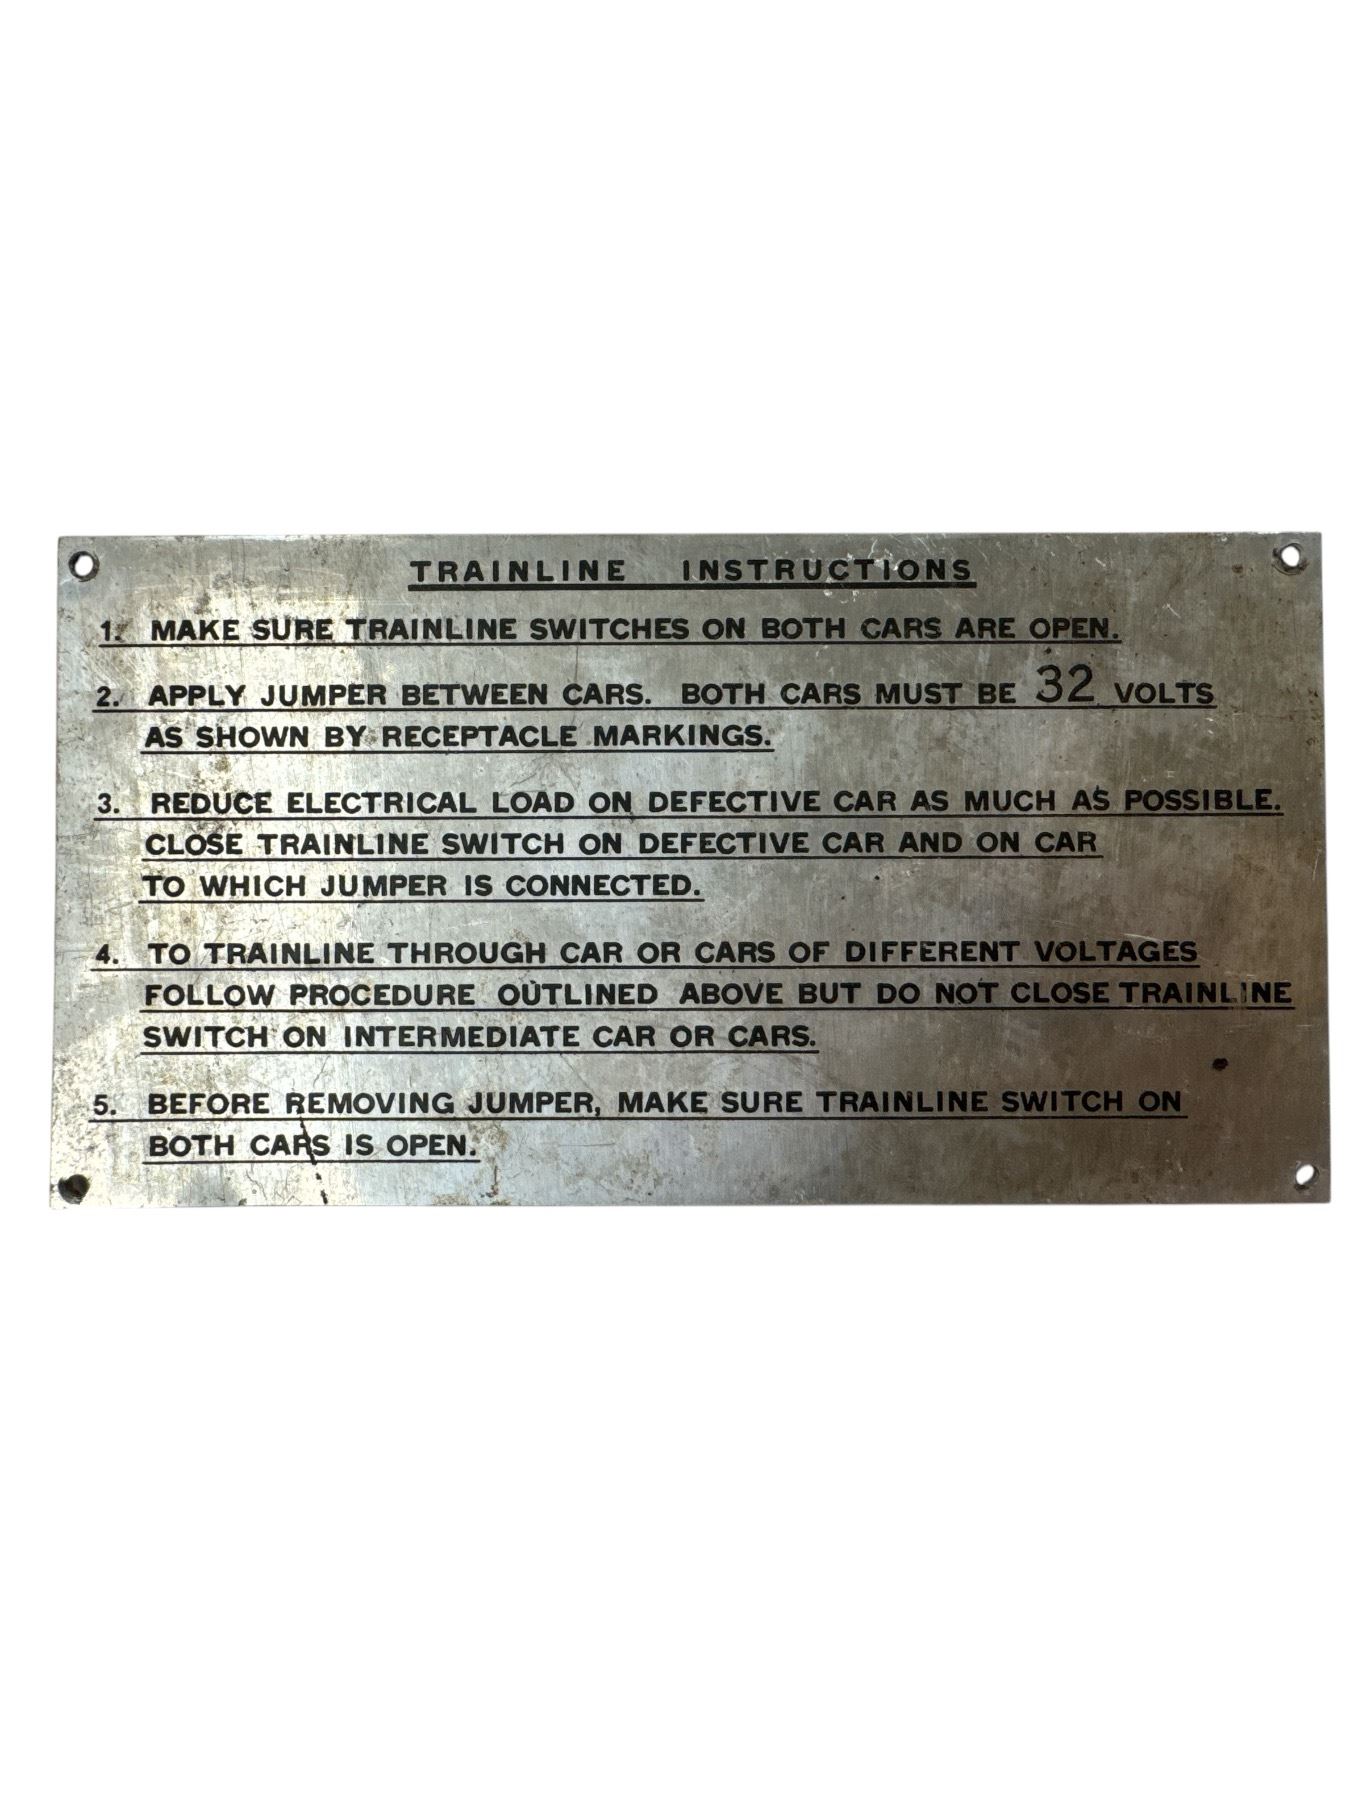 TRAINLINE INSTRUCTIONS
1. MAKE SURE TRAINLINE SWITCHES ON BOTH CARS ARE OPEN.
2. APPLY JUMPER BETWEEN CARS. BOTH CARS MUST BE 32 VOLTS
AS SHOWN BY RECEPTACLE MARKINGS.
3. REDUCE ELECTRICAL LOAD ON DEFECTIVE CAR AS MUCH AS POSSIBLE.
CLOSE TRAINLINE SWITCH ON DEFECTIVE CAR AND ON CAR
TO WHICH JUMPER IS CONNECTED.
4. TO TRAINLINE THROUGH CAR OR CARS OF DIFFERENT VOLTAGES
FOLLOW PROCEDURE OUTLINED ABOVE BUT DO NOT CLOSE TRAINLINE
SWITCH ON INTERMEDIATE CAR OR CARS.
5. BEFORE REMOVING JUMPER, MAKE SURE TRAINLINE SWITCH ON
BOTH CARS IS OPEN.